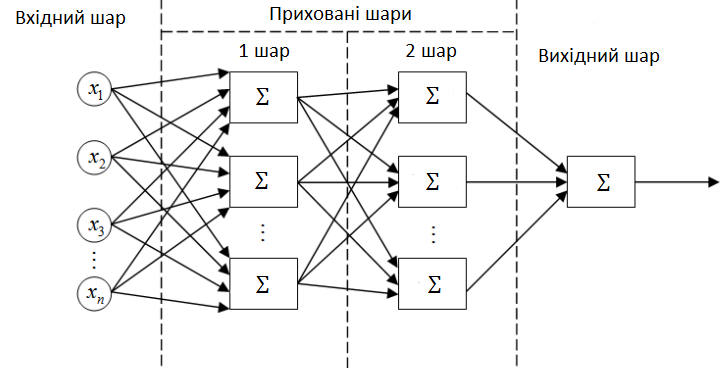 Вхідний шар
Приховані шари
1 шар
2 шар
Вихідний шар
x1
x2
x3
⋮
xn
Σ
Σ
⋮
Σ
Σ
Σ
⋮
Σ
Σ